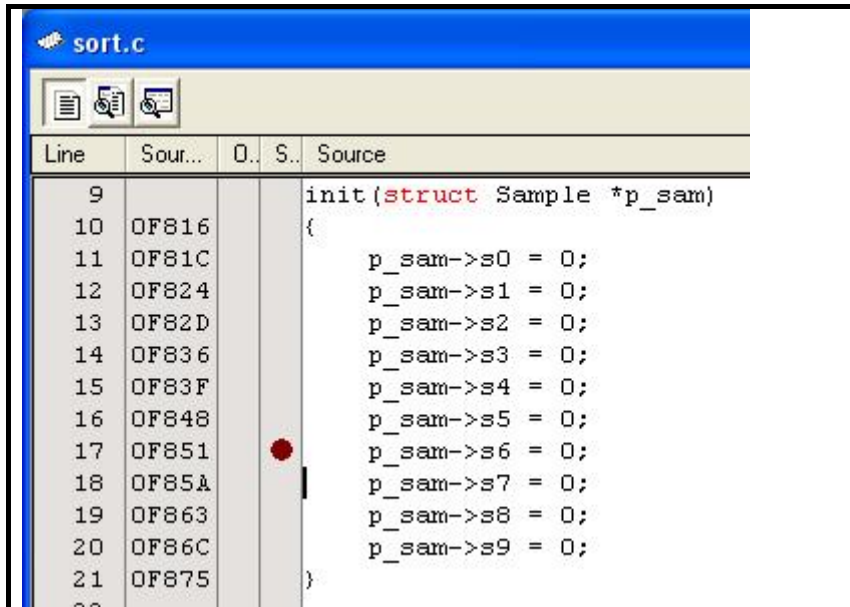 sort.c
Line Sour... O.. S.. Source
9 init(struct Sample *p_sam)
10 0F816 {
11 0F81C p_sam->s0 = 0;
12 0F824 p_sam->s1 = 0;
13 0F82D p_sam->s2 = 0;
14 0F836 p_sam->s3 = 0;
15 0F83F p_sam->s4 = 0;
16 0F848 p_sam->s5 = 0;
17 0F851 p_sam->s6 = 0;
18 0F85A p_sam->s7 = 0;
19 0F863 p_sam->s8 = 0;
20 0F86C p_sam->s9 = 0;
21 0F875 }